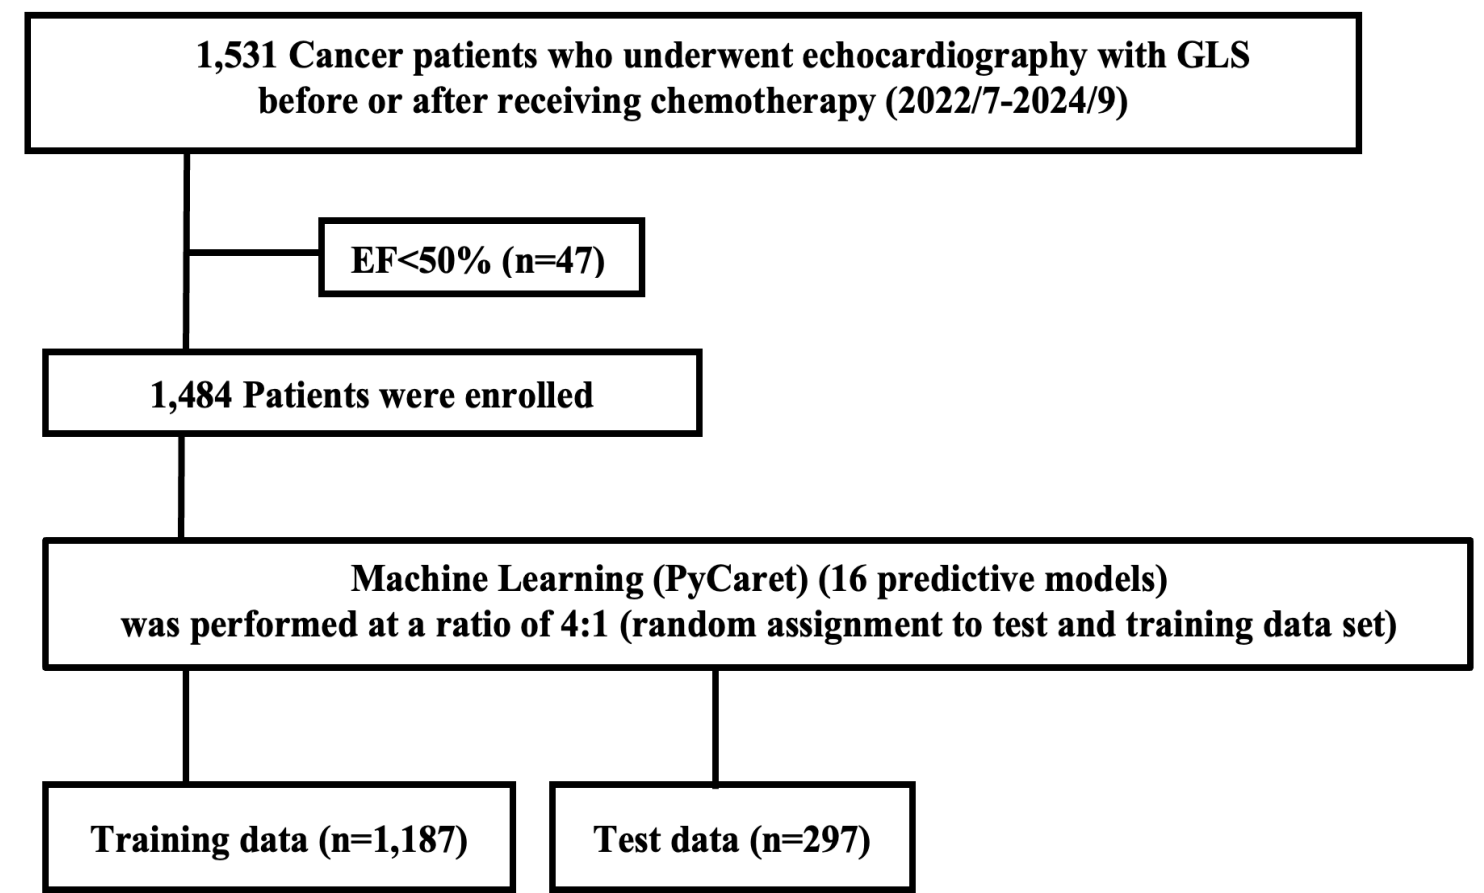 1,531 Cancer patients who underwent echocardiography with GLS
before or after receiving chemotherapy (2022/7-2024/9)
EF<50% (n=47)
1,484 Patients were enrolled
Machine Learning (PyCaret) (16 predictive models)
was performed at a ratio of 4:1 (random assignment to test and training data set)
Training data (n=1,187)
Test data (n=297)